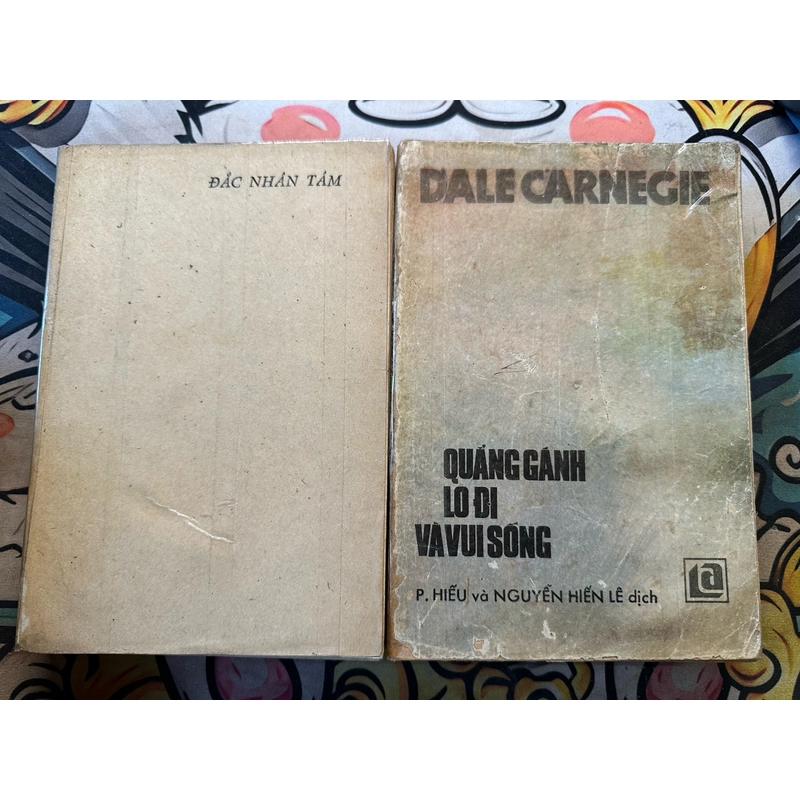 ĐẮC NHÂN TÂM
DALE CARNEGIE
QUẲNG GÁNH
LO ĐI
VÀ VUI SỐNG
P. HIẾU và NGUYỄN HIẾN LÊ dịch